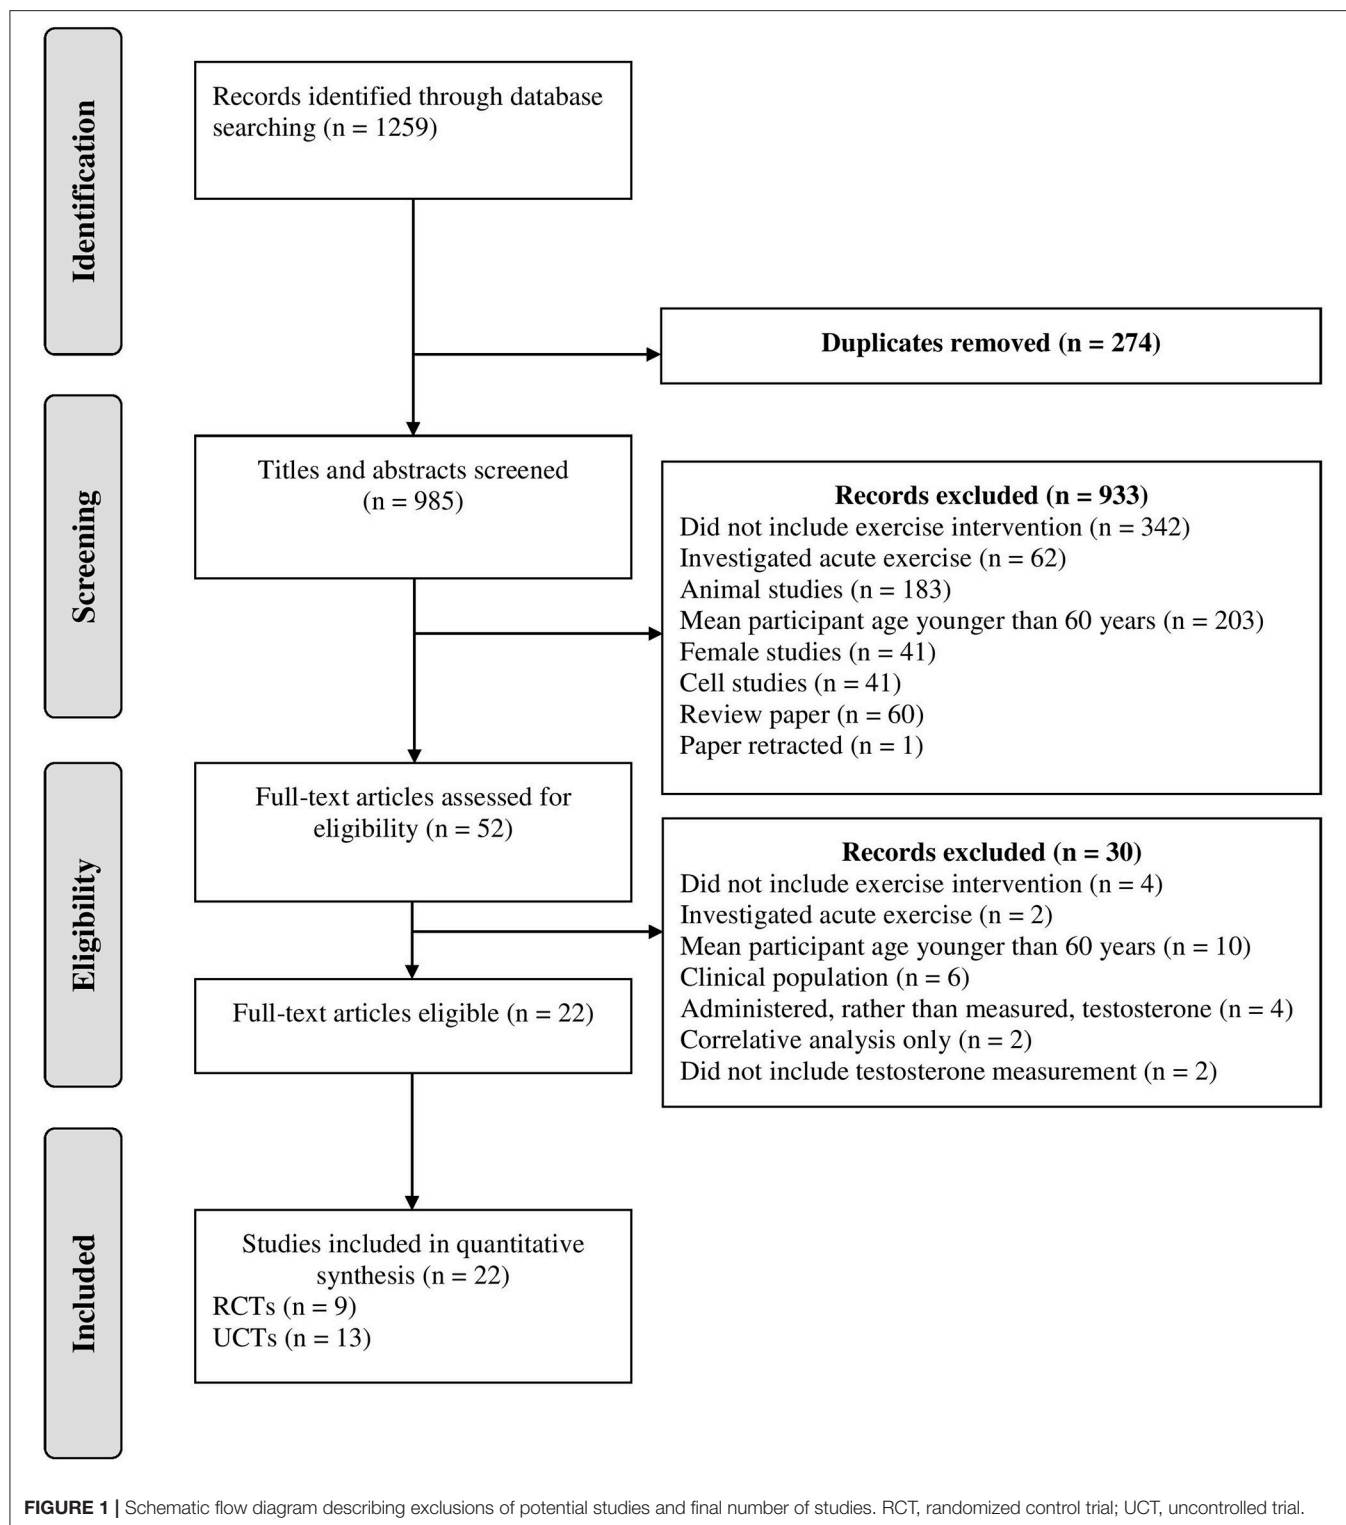 Identification
Records identified through database
searching (n = 1259)
Duplicates removed (n = 274)
Screening
Titles and abstracts screened
(n = 985)
Records excluded (n = 933)
Did not include exercise intervention (n = 342)
Investigated acute exercise (n = 62)
Animal studies (n = 183)
Mean participant age younger than 60 years (n = 203)
Female studies (n = 41)
Cell studies (n = 41)
Review paper (n = 60)
Paper retracted (n = 1)
Eligibility
Full-text articles assessed for
eligibility (n = 52)
Records excluded (n = 30)
Did not include exercise intervention (n = 4)
Investigated acute exercise (n = 2)
Mean participant age younger than 60 years (n = 10)
Clinical population (n = 6)
Administered, rather than measured, testosterone (n = 4)
Correlative analysis only (n = 2)
Did not include testosterone measurement (n = 2)
Full-text articles eligible (n = 22)
Included
Studies included in quantitative
synthesis (n = 22)
RCTs (n = 9)
UCTs (n = 13)
FIGURE 1 | Schematic flow diagram describing exclusions of potential studies and final number of studies. RCT, randomized control trial; UCT, uncontrolled trial.